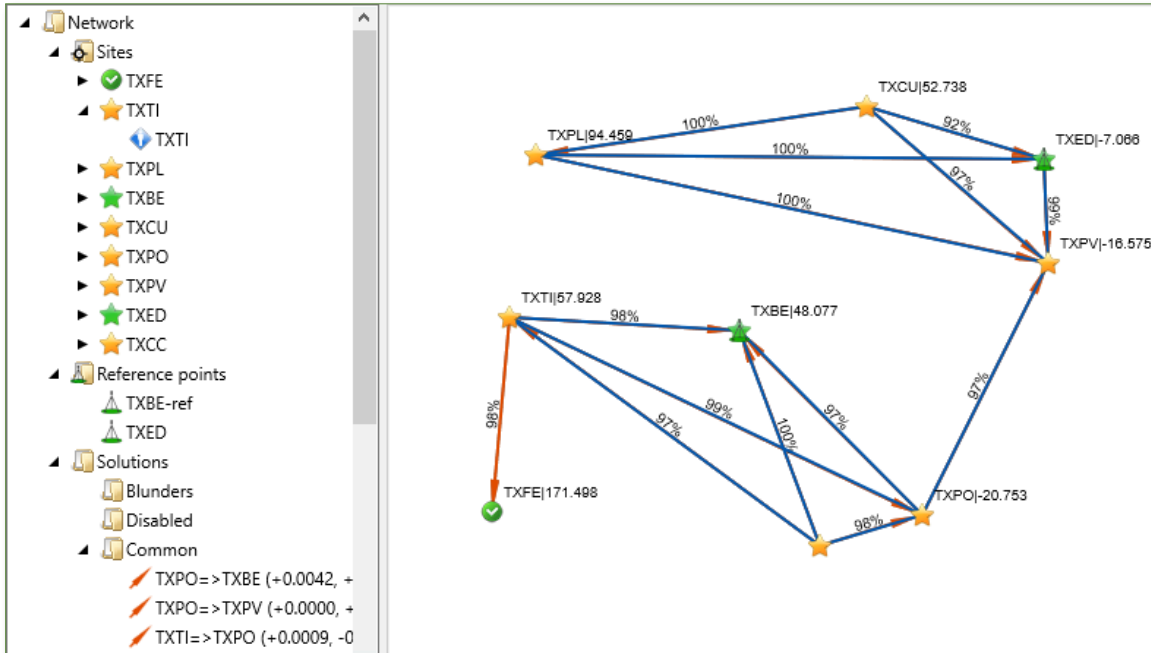 Network
Sites
TXFE
TXTI
TXTI
TXPL
TXBE
TXCU
TXPO
TXPV
TXED
TXCC
Reference points
TXBE-ref
TXED
Solutions
Blunders
Disabled
Common
TXPO=>TXBE (+0.0042, +
TXPO=>TXPV (+0.0000, +
TXTI=>TXPO (+0.0009, -0
TXCU|52.738
100%
92%
TXPL|94.459
TXED|-7.066
100%
97%
100%
99%
TXPV|-16.575
TXTI|57.928
TXBE|48.077
98%
98%
99%
97%
97%
100%
97%
TXFE|171.498
TXPO|-20.753
98%